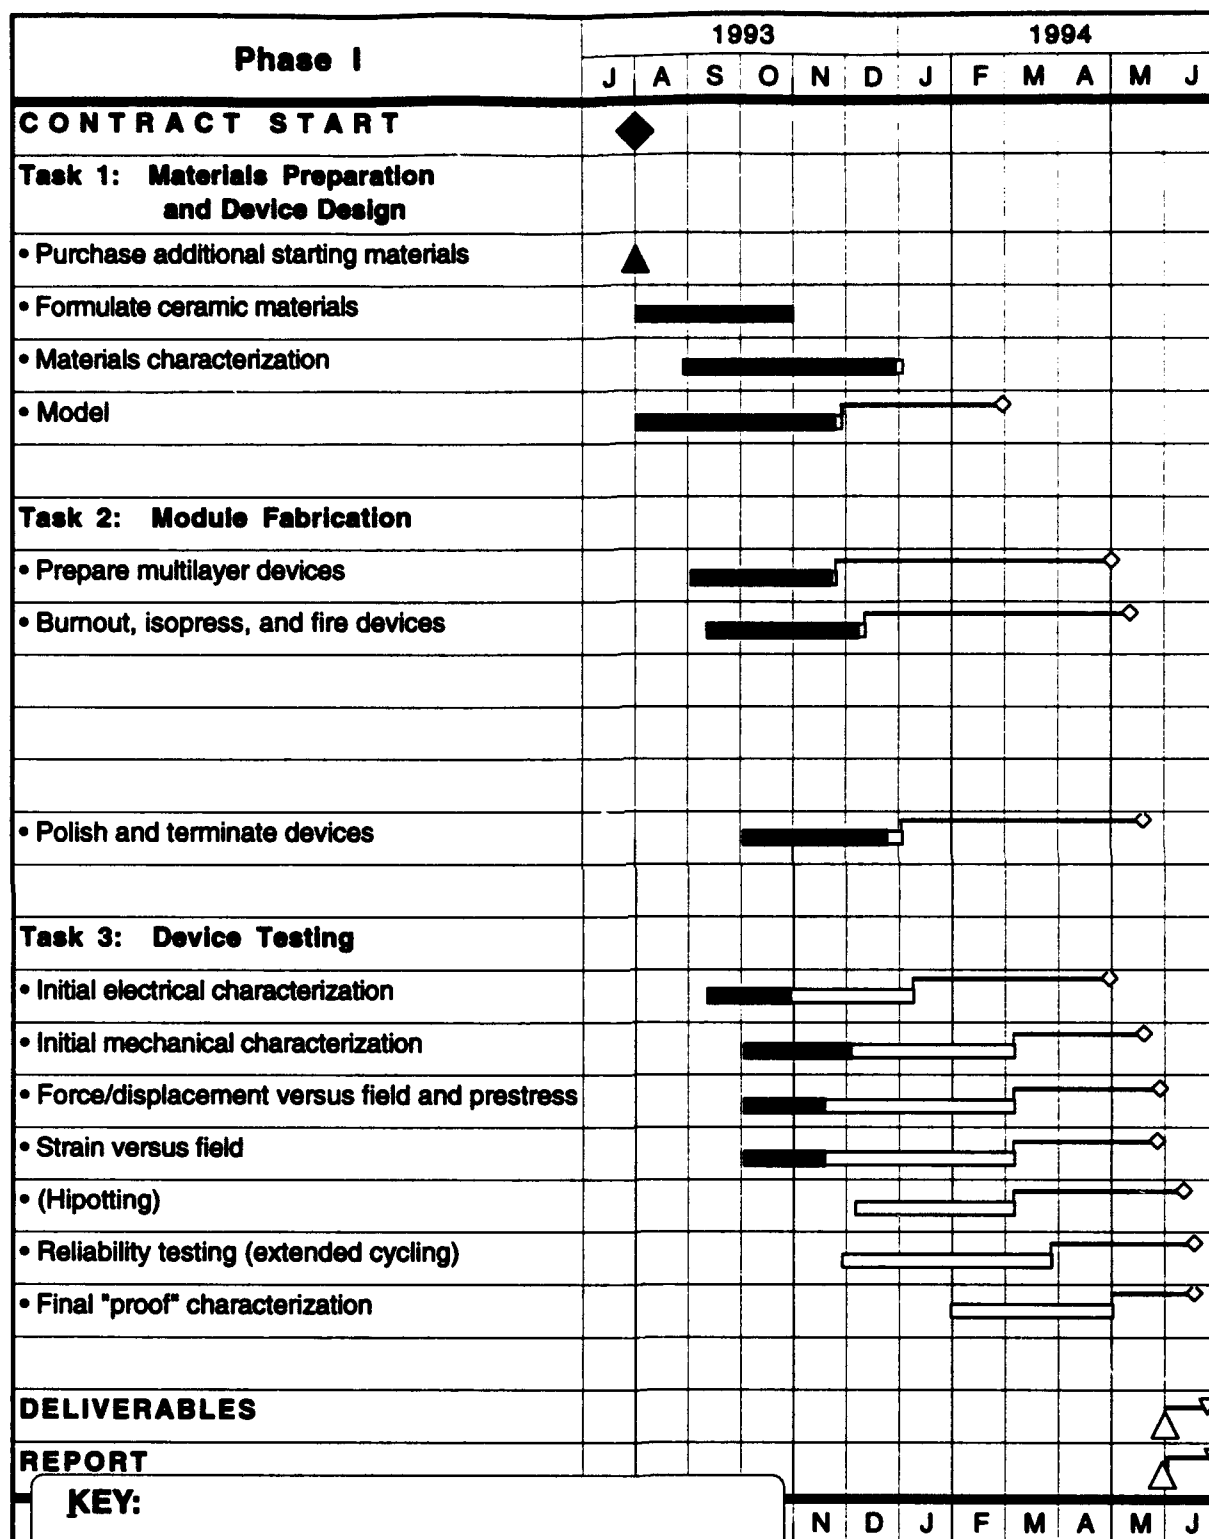 Phase I
1993 1994
J A S O N D J F M A M J
CONTRACT START
Task 1: Materials Preparation
and Device Design
• Purchase additional starting materials
• Formulate ceramic materials
• Materials characterization
• Model
Task 2: Module Fabrication
• Prepare multilayer devices
• Burnout, isopress, and fire devices
• Polish and terminate devices
Task 3: Device Testing
• Initial electrical characterization
• Initial mechanical characterization
• Force/displacement versus field and prestress
• Strain versus field
• (Hipotting)
• Reliability testing (extended cycling)
• Final "proof" characterization
DELIVERABLES
REPORT
KEY:
N D J F M A M J